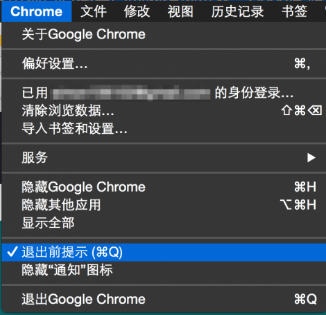 Chrome 文件 修改 视图 历史记录 书签
关于Google Chrome
偏好设置… ⌘,
已用 的身份登录…
清除浏览数据… ⇧⌘⌫
导入书签和设置…
服务 ▶
隐藏Google Chrome ⌘H
隐藏其他应用 ⌥⌘H
显示全部
✓ 退出前提示 (⌘Q)
隐藏“通知”图标
退出Google Chrome ⌘Q